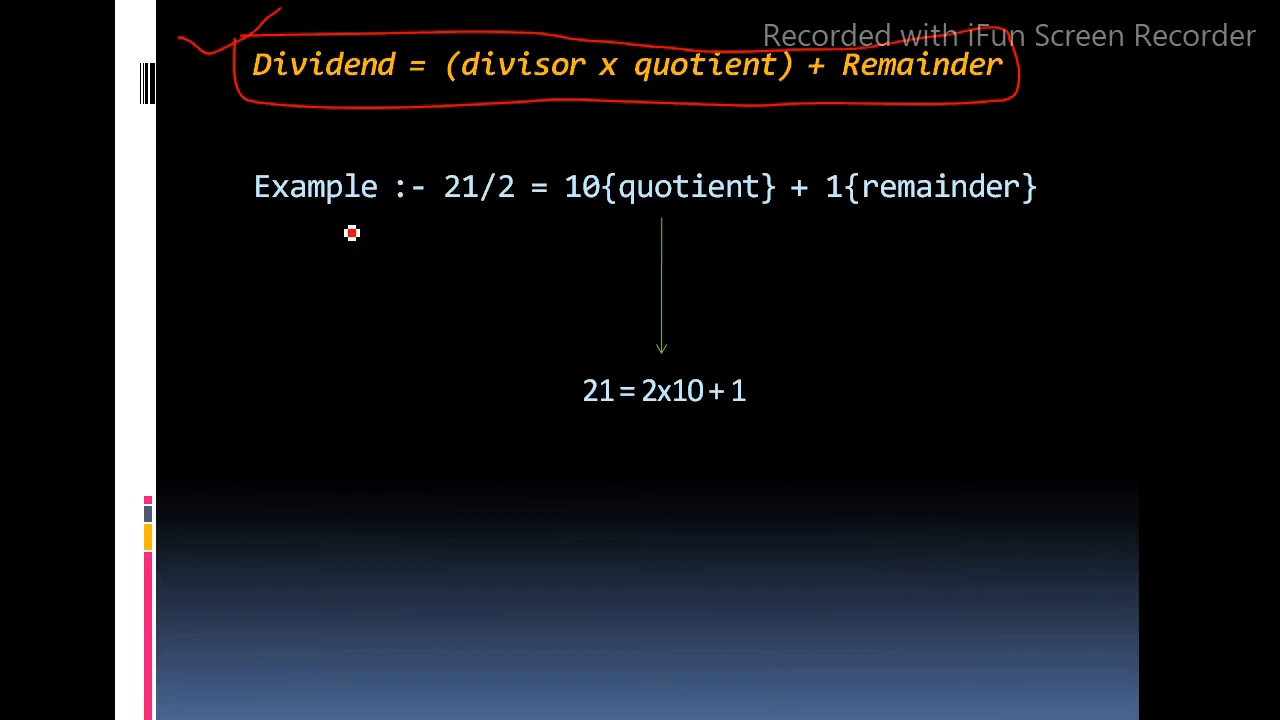 Recorded with iFun Screen Recorder
Dividend = (divisor x quotient) + Remainder
Example :- 21/2 = 10{quotient} + 1{remainder}
21 = 2x10 + 1